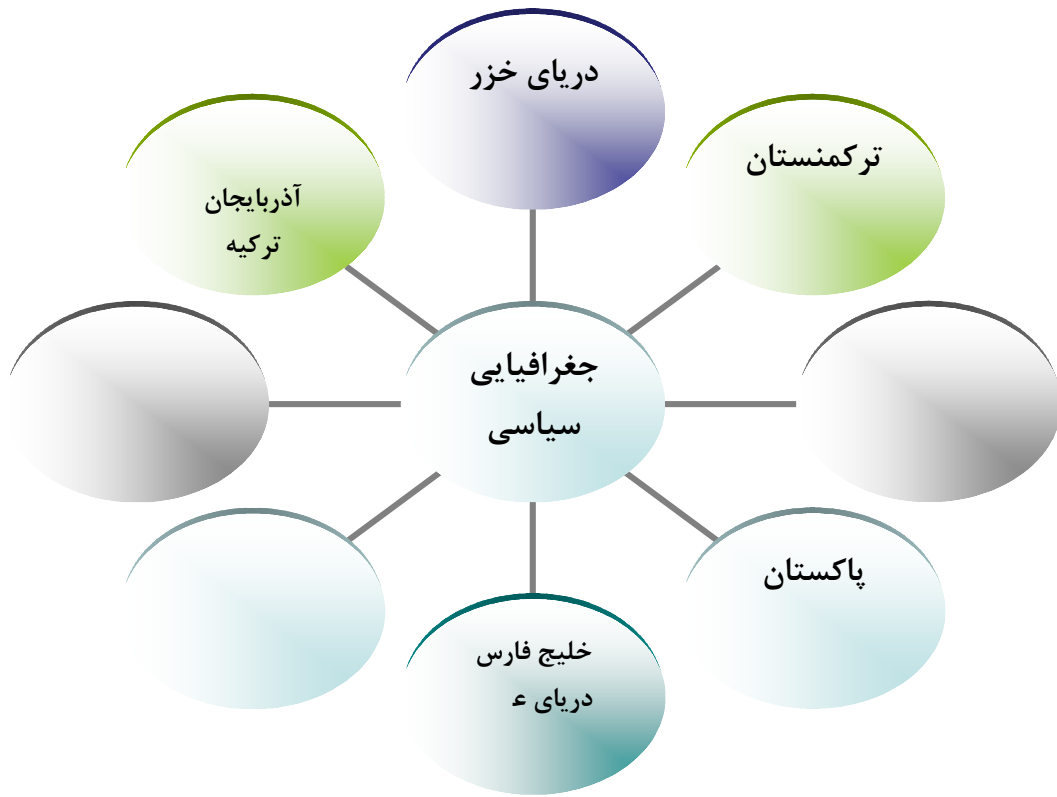 دریای خزر
ترکمنستان
آذربایجان
ترکیه
جغرافیایی
سیاسی
پاکستان
خلیج فارس
دریای ع